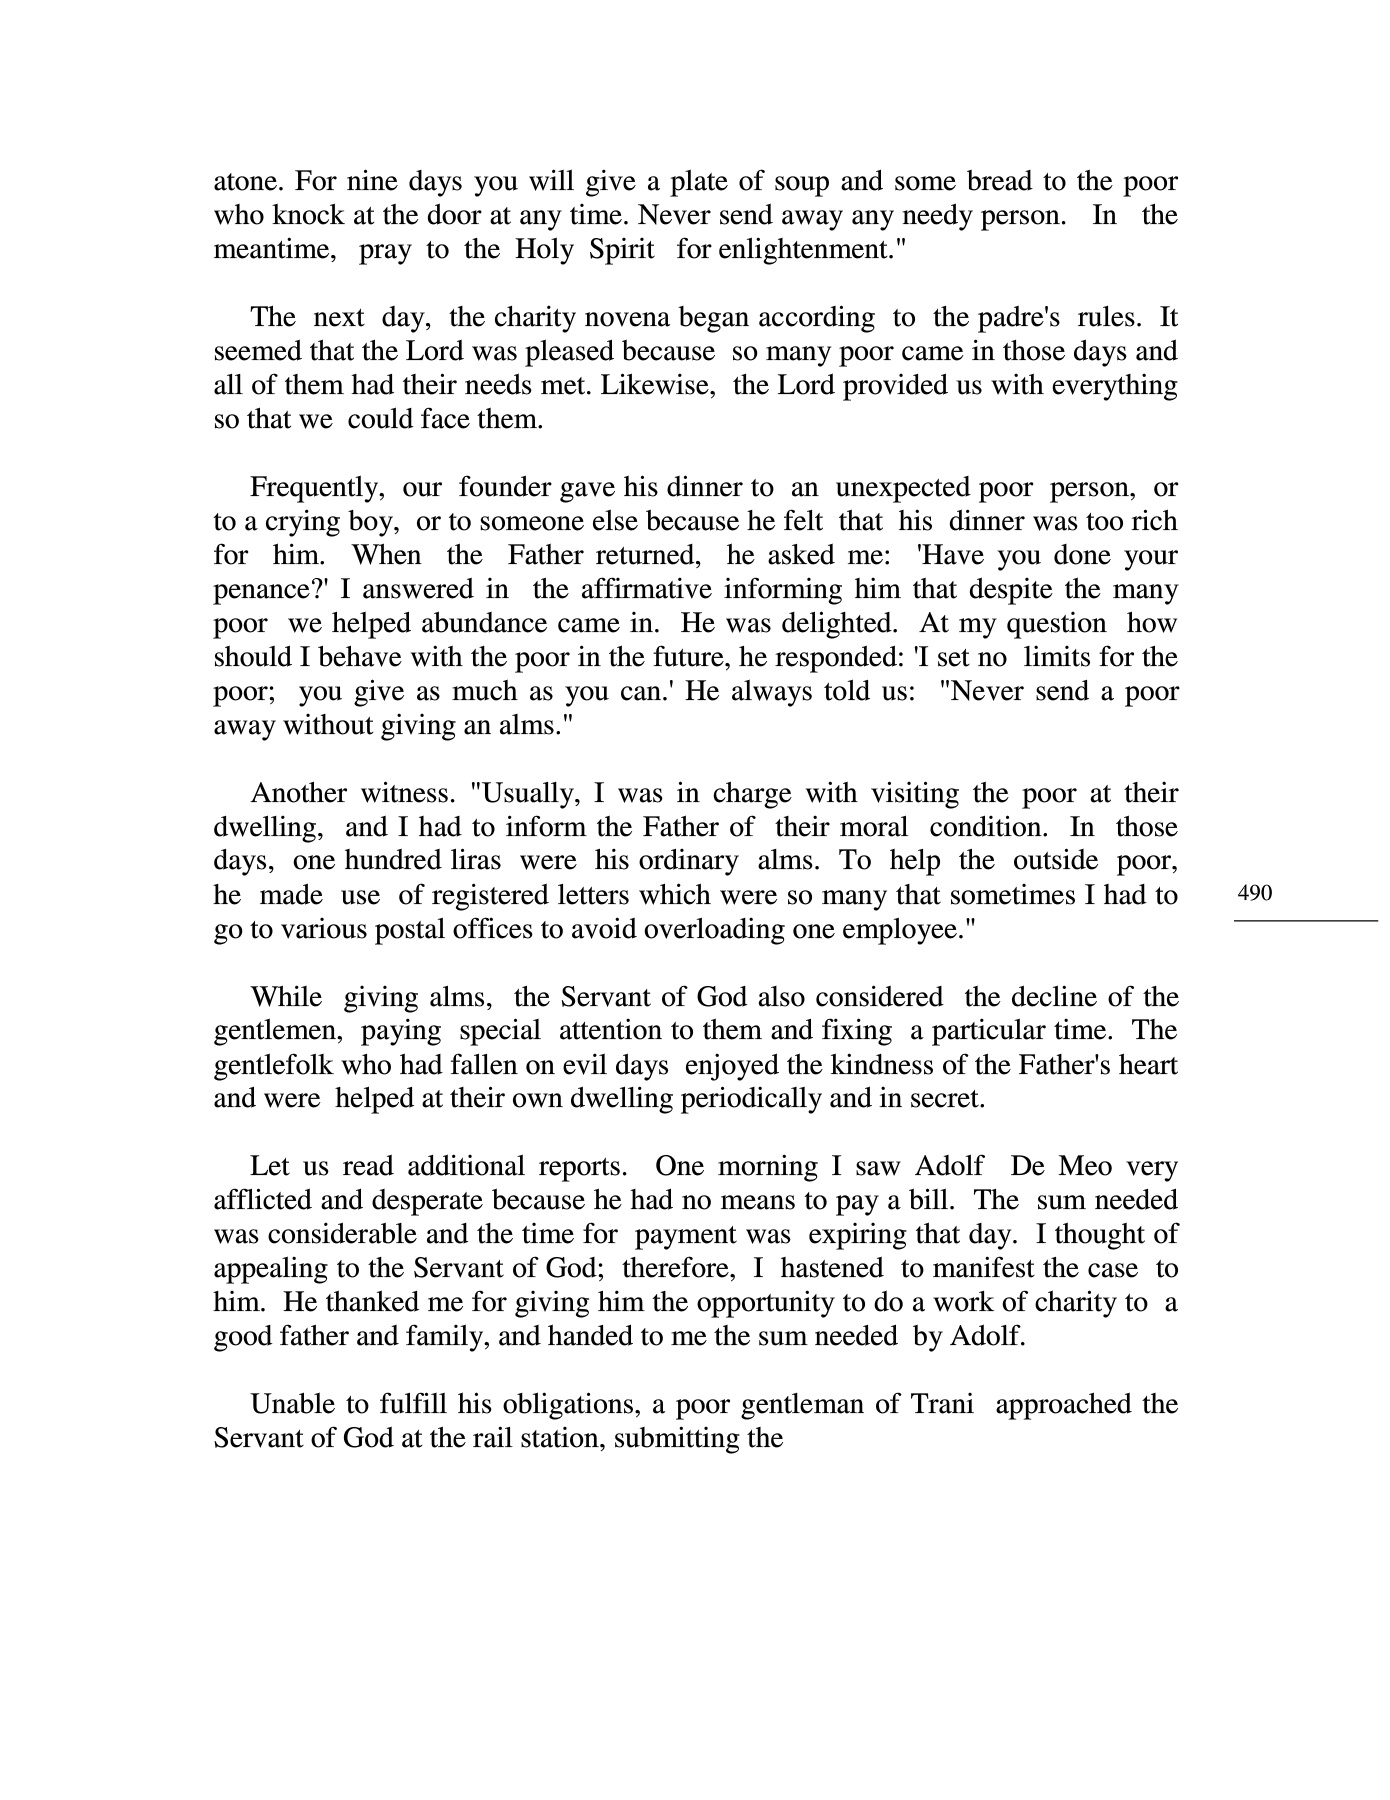 atone. For nine days you will give a plate of soup and some bread to the poor
who knock at the door at any time. Never send away any needy person. In the
meantime, pray to the Holy Spirit for enlightenment."
The next day, the charity novena began according to the padre's rules. It
seemed that the Lord was pleased because so many poor came in those days and
all of them had their needs met. Likewise, the Lord provided us with everything
so that we could face them.
Frequently, our founder gave his dinner to an unexpected poor person, or
to a crying boy, or to someone else because he felt that his dinner was too rich
for him. When the Father returned, he asked me: 'Have you done your
penance?' I answered in the affirmative informing him that despite the many
poor we helped abundance came in. He was delighted. At my question how
should I behave with the poor in the future, he responded: 'I set no limits for the
poor; you give as much as you can.' He always told us: "Never send a poor
away without giving an alms."
Another witness. "Usually, I was in charge with visiting the poor at their
dwelling, and I had to inform the Father of their moral condition. In those
days, one hundred liras were his ordinary alms. To help the outside poor,
he made use of registered letters which were so many that sometimes I had to
go to various postal offices to avoid overloading one employee."
490
While giving alms, the Servant of God also considered the decline of the
gentlemen, paying special attention to them and fixing a particular time. The
gentlefolk who had fallen on evil days enjoyed the kindness of the Father's heart
and were helped at their own dwelling periodically and in secret.
Let us read additional reports. One morning I saw Adolf De Meo very
afflicted and desperate because he had no means to pay a bill. The sum needed
was considerable and the time for payment was expiring that day. I thought of
appealing to the Servant of God; therefore, I hastened to manifest the case to
him. He thanked me for giving him the opportunity to do a work of charity to a
good father and family, and handed to me the sum needed by Adolf.
Unable to fulfill his obligations, a poor gentleman of Trani approached the
Servant of God at the rail station, submitting the